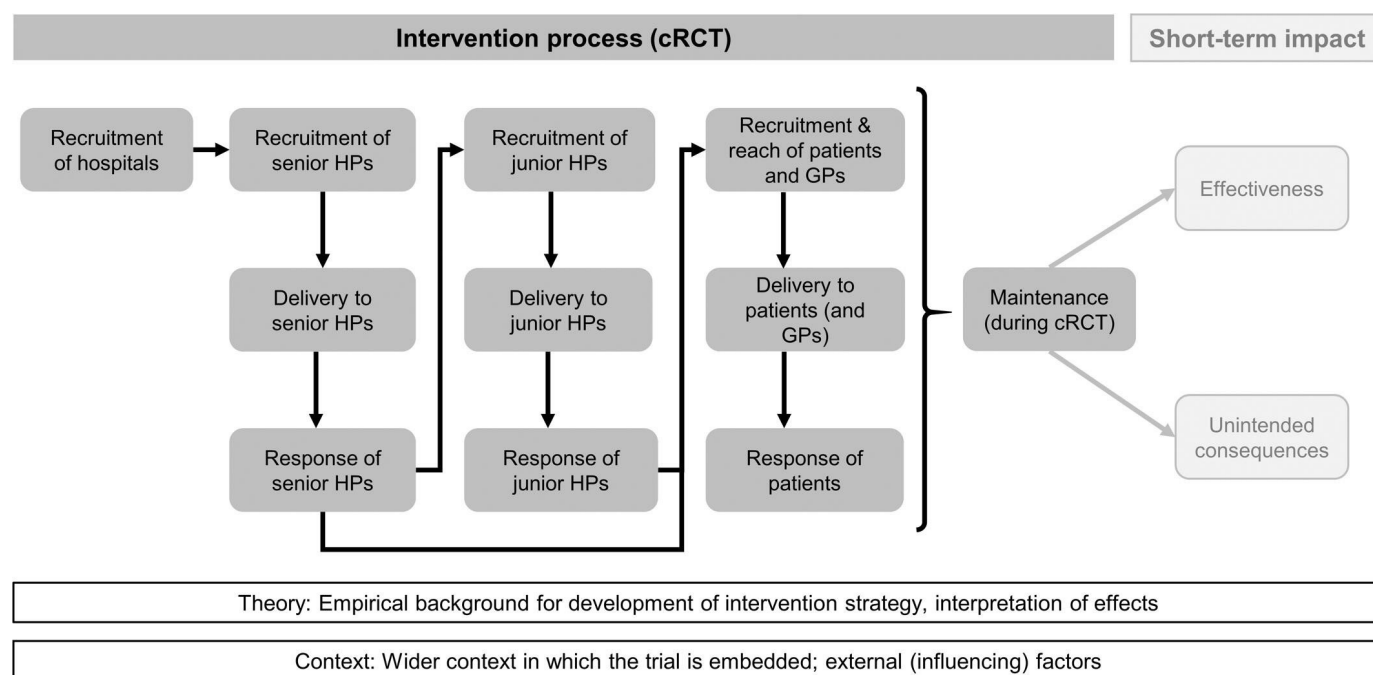 Intervention process (cRCT)
Short-term impact
Recruitment
of hospitals
Recruitment of
senior HPs
Recruitment of
junior HPs
Recruitment &
reach of patients
and GPs
Effectiveness
Delivery to
senior HPs
Delivery to
junior HPs
Delivery to
patients (and
GPs)
Maintenance
(during cRCT)
Response of
senior HPs
Response of
junior HPs
Response of
patients
Unintended
consequences
Theory: Empirical background for development of intervention strategy, interpretation of effects
Context: Wider context in which the trial is embedded; external (influencing) factors